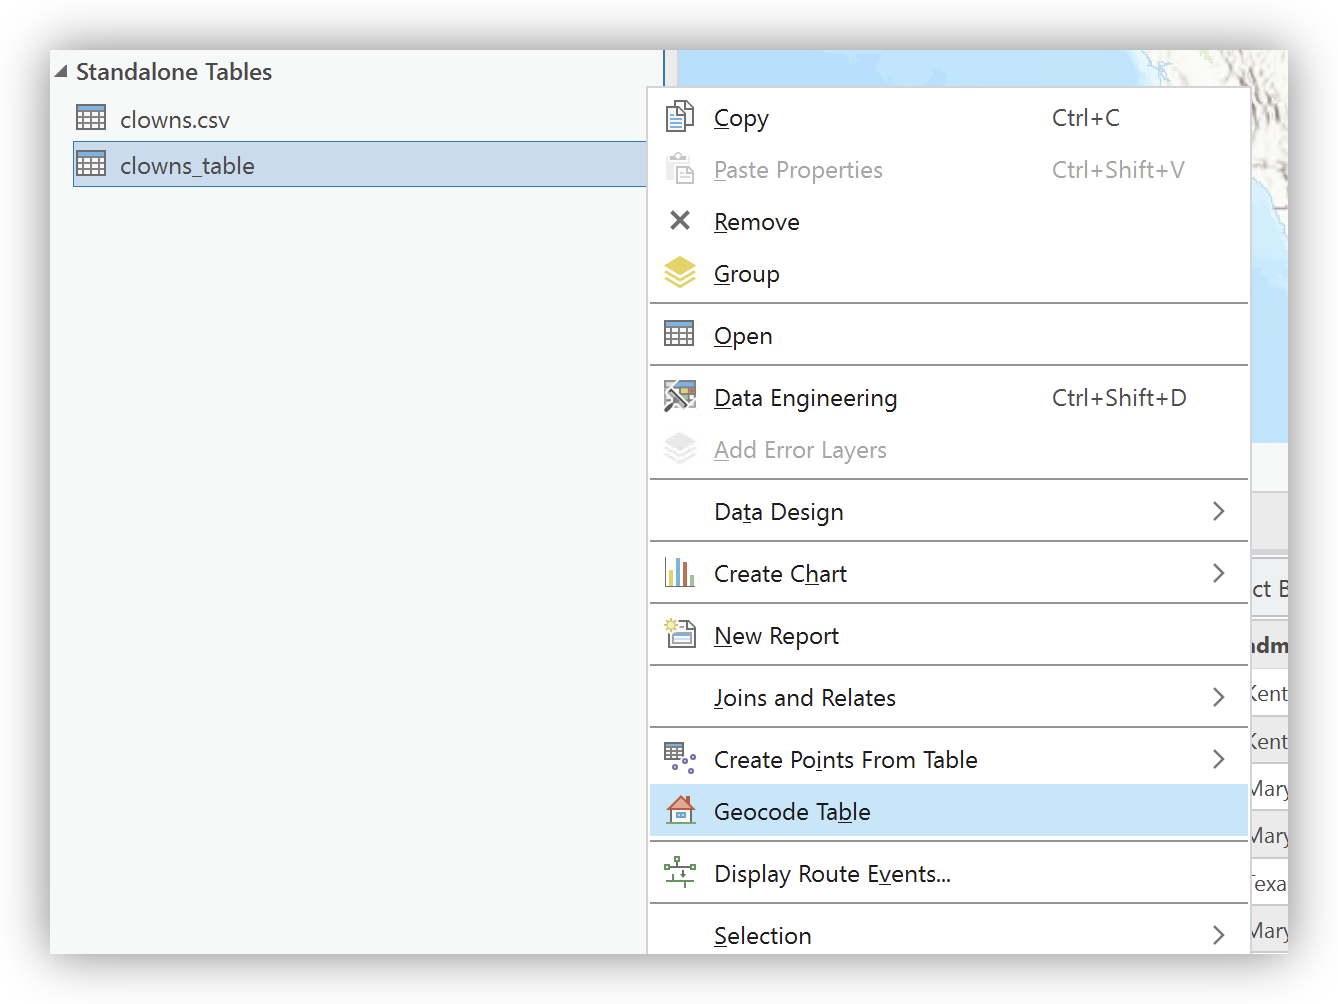 Standalone Tables
clowns.csv
clowns_table
Copy Ctrl+C
Paste Properties Ctrl+Shift+V
Remove
Group
Open
Data Engineering Ctrl+Shift+D
Add Error Layers
Data Design
Create Chart
New Report
Joins and Relates
Create Points From Table
Geocode Table
Display Route Events...
Selection
ct B
Kent
Kent
Mary
Mary
Texa
Mary